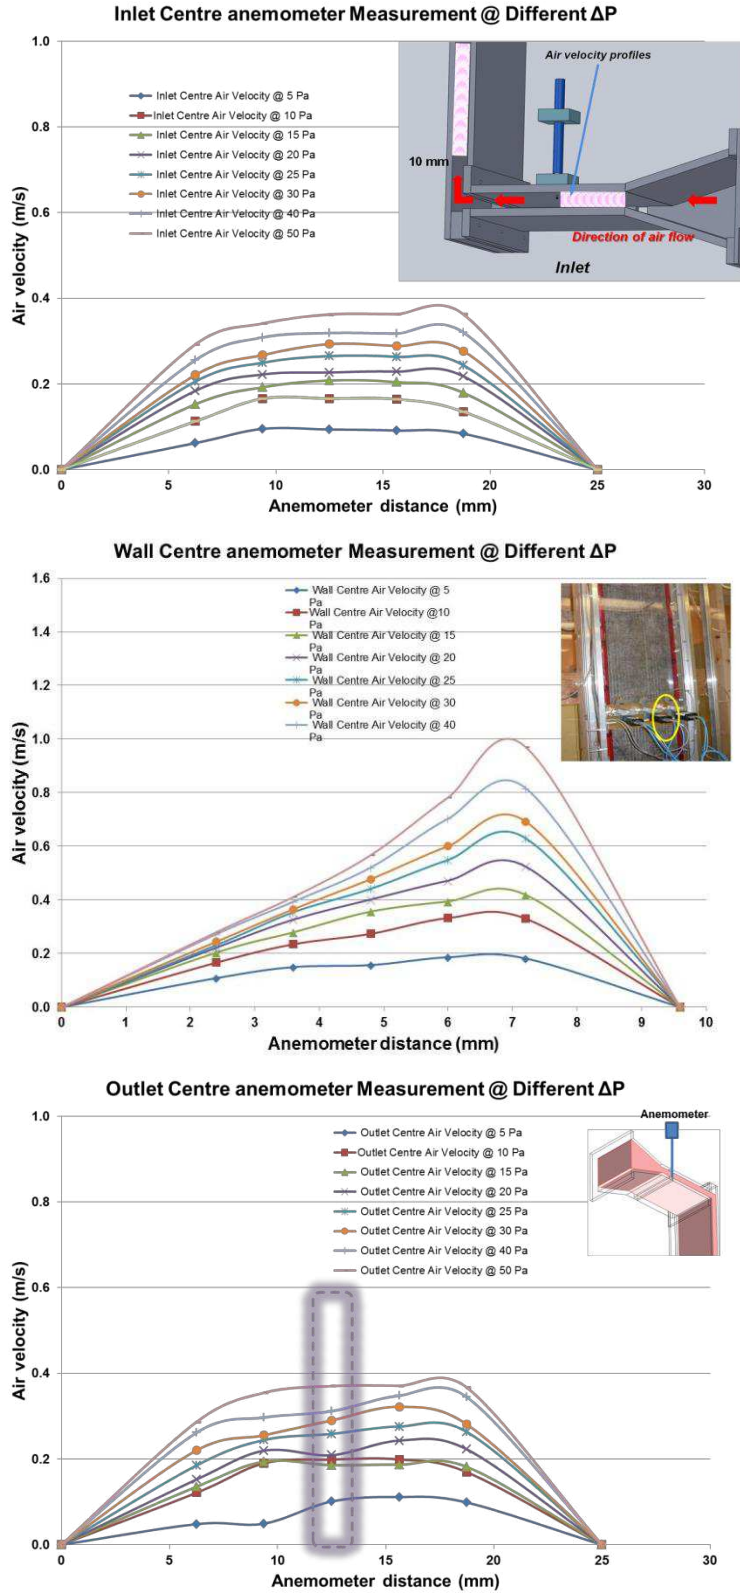 Inlet Centre anemometer Measurement @ Different ΔP
1.0
0.8
0.6
0.4
0.2
0.0
Air velocity (m/s)
Inlet Centre Air Velocity @ 5 Pa
Inlet Centre Air Velocity @ 10 Pa
Inlet Centre Air Velocity @ 15 Pa
Inlet Centre Air Velocity @ 20 Pa
Inlet Centre Air Velocity @ 25 Pa
Inlet Centre Air Velocity @ 30 Pa
Inlet Centre Air Velocity @ 40 Pa
Inlet Centre Air Velocity @ 50 Pa
Air velocity profiles
10 mm
Direction of air flow
Inlet
0 5 10 15 20 25 30
Anemometer distance (mm)
Wall Centre anemometer Measurement @ Different ΔP
1.6
1.4
1.2
1.0
0.8
0.6
0.4
0.2
0.0
Air velocity (m/s)
Wall Centre Air Velocity @ 5
Pa
Wall Centre Air Velocity @10
Pa
Wall Centre Air Velocity @ 15
Pa
Wall Centre Air Velocity @ 20
Pa
Wall Centre Air Velocity @ 25
Pa
Wall Centre Air Velocity @ 30
Pa
Wall Centre Air Velocity @ 40
Pa
0 1 2 3 4 5 6 7 8 9 10
Anemometer distance (mm)
Outlet Centre anemometer Measurement @ Different ΔP
1.0
0.8
0.6
0.4
0.2
0.0
Air velocity (m/s)
Outlet Centre Air Velocity @ 5 Pa
Outlet Centre Air Velocity @ 10 Pa
Outlet Centre Air Velocity @ 15 Pa
Outlet Centre Air Velocity @ 20 Pa
Outlet Centre Air Velocity @ 25 Pa
Outlet Centre Air Velocity @ 30 Pa
Outlet Centre Air Velocity @ 40 Pa
Outlet Centre Air Velocity @ 50 Pa
Anemometer
0 5 10 15 20 25 30
Anemometer distance (mm)